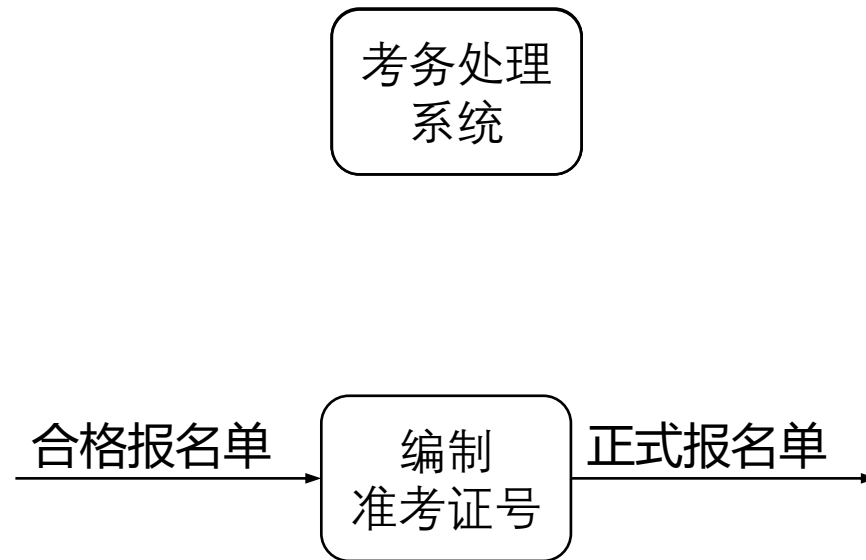 考务处理
系统
合格报名单
编制
准考证号
正式报名单